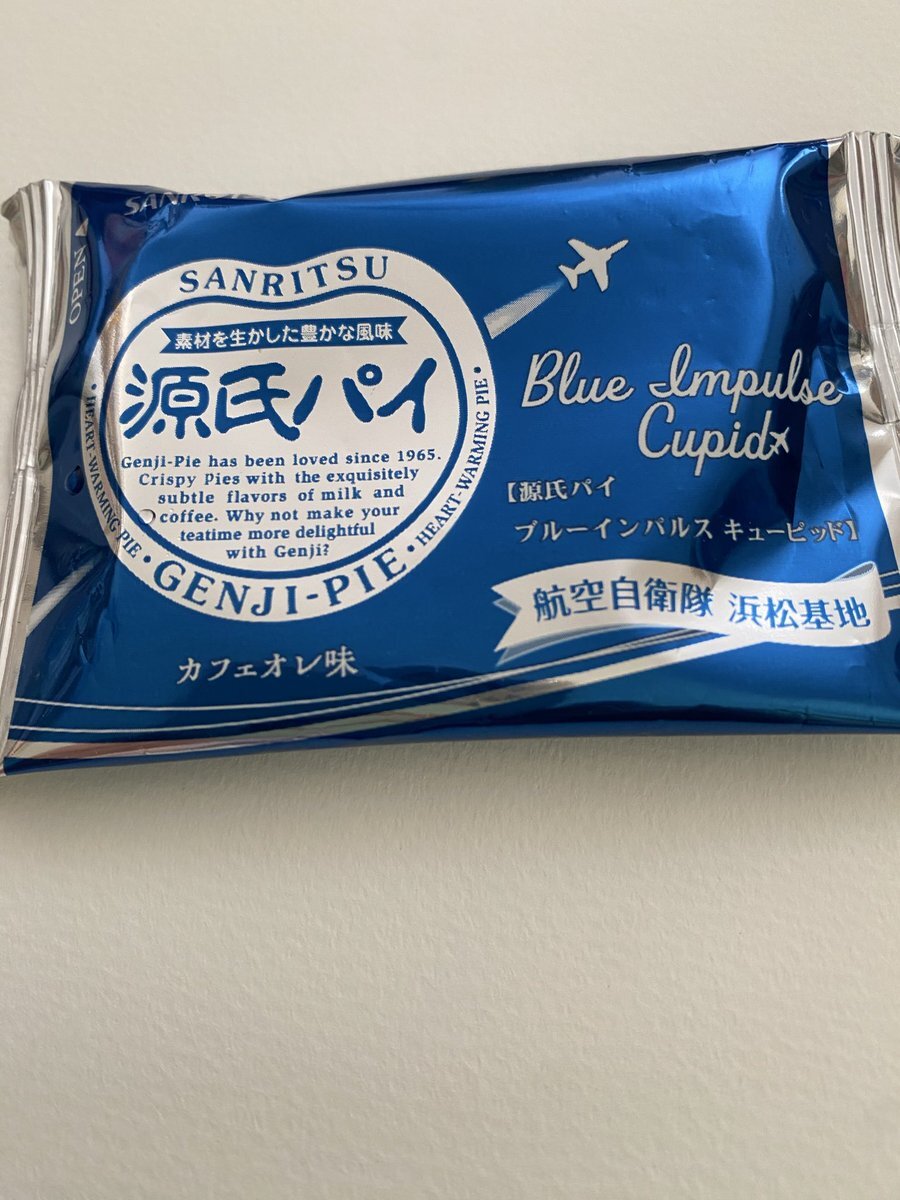 OPEN
SANRITSU
素材を生かした豊かな風味
源氏パイ
Genji-Pie has been loved since 1965.
Crispy Pies with the exquisitely
subtle flavors of milk and
coffee. Why not make your
teatime more delightful
with Genji?
• HEART-WARMING PIE •
GENJI-PIE
• HEART-WARMING PIE •
カフェオレ味
Blue Impulse
Cupid
【源氏パイ
ブルーインパルス キューピッド】
航空自衛隊 浜松基地